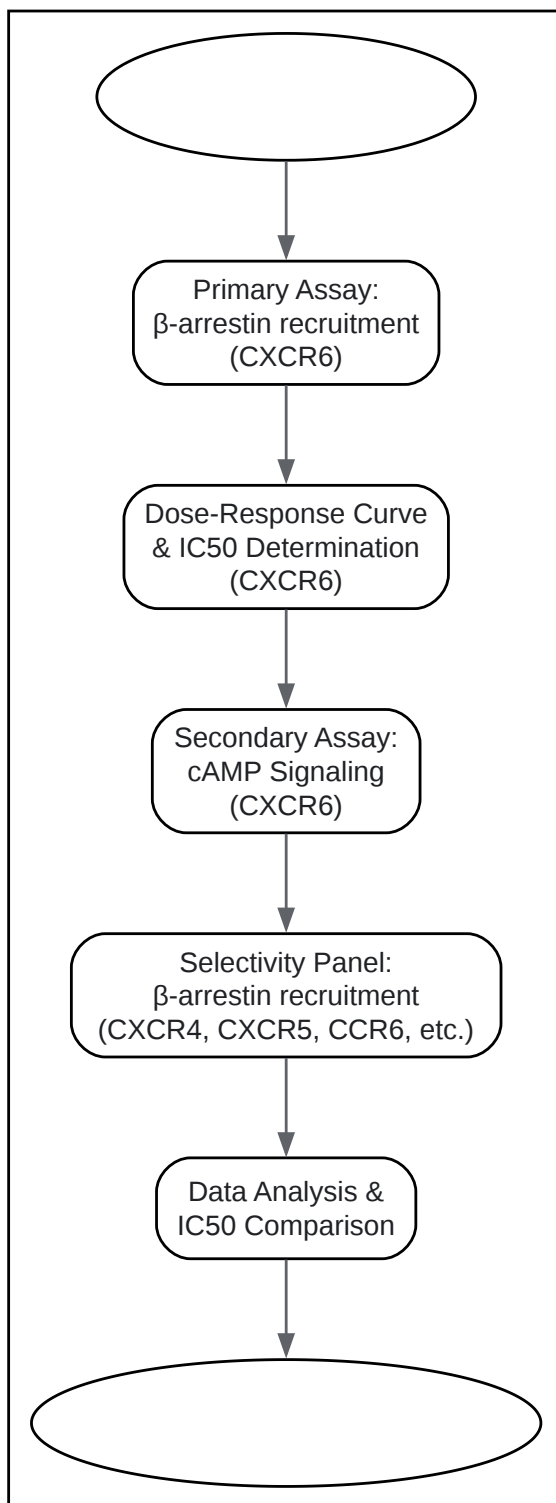 Primary Assay:
β-arrestin recruitment
(CXCR6)
Dose-Response Curve
& IC50 Determination
(CXCR6)
Secondary Assay:
cAMP Signaling
(CXCR6)
Selectivity Panel:
β-arrestin recruitment
(CXCR4, CXCR5, CCR6, etc.)
Data Analysis &
IC50 Comparison